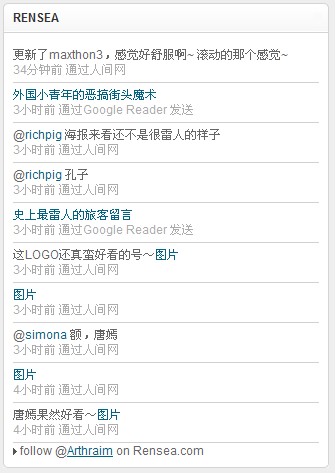 RENSEA
更新了maxthon3，感觉好舒服啊~ 滚动的那个感觉~
34分钟前 通过人间网
外国小青年的恶搞街头魔术
3小时前 通过Google Reader 发送
@richpig 海报来看还不是很雷人的样子
3小时前 通过人间网
@richpig 孔子
3小时前 通过人间网
史上最雷人的旅客留言
3小时前 通过Google Reader 发送
这LOGO还真蛮好看的号～图片
3小时前 通过人间网
图片
3小时前 通过人间网
@simona 额，唐嫣
3小时前 通过人间网
图片
4小时前 通过人间网
唐嫣果然好看～图片
4小时前 通过人间网
follow @Arthraim on Rensea.com